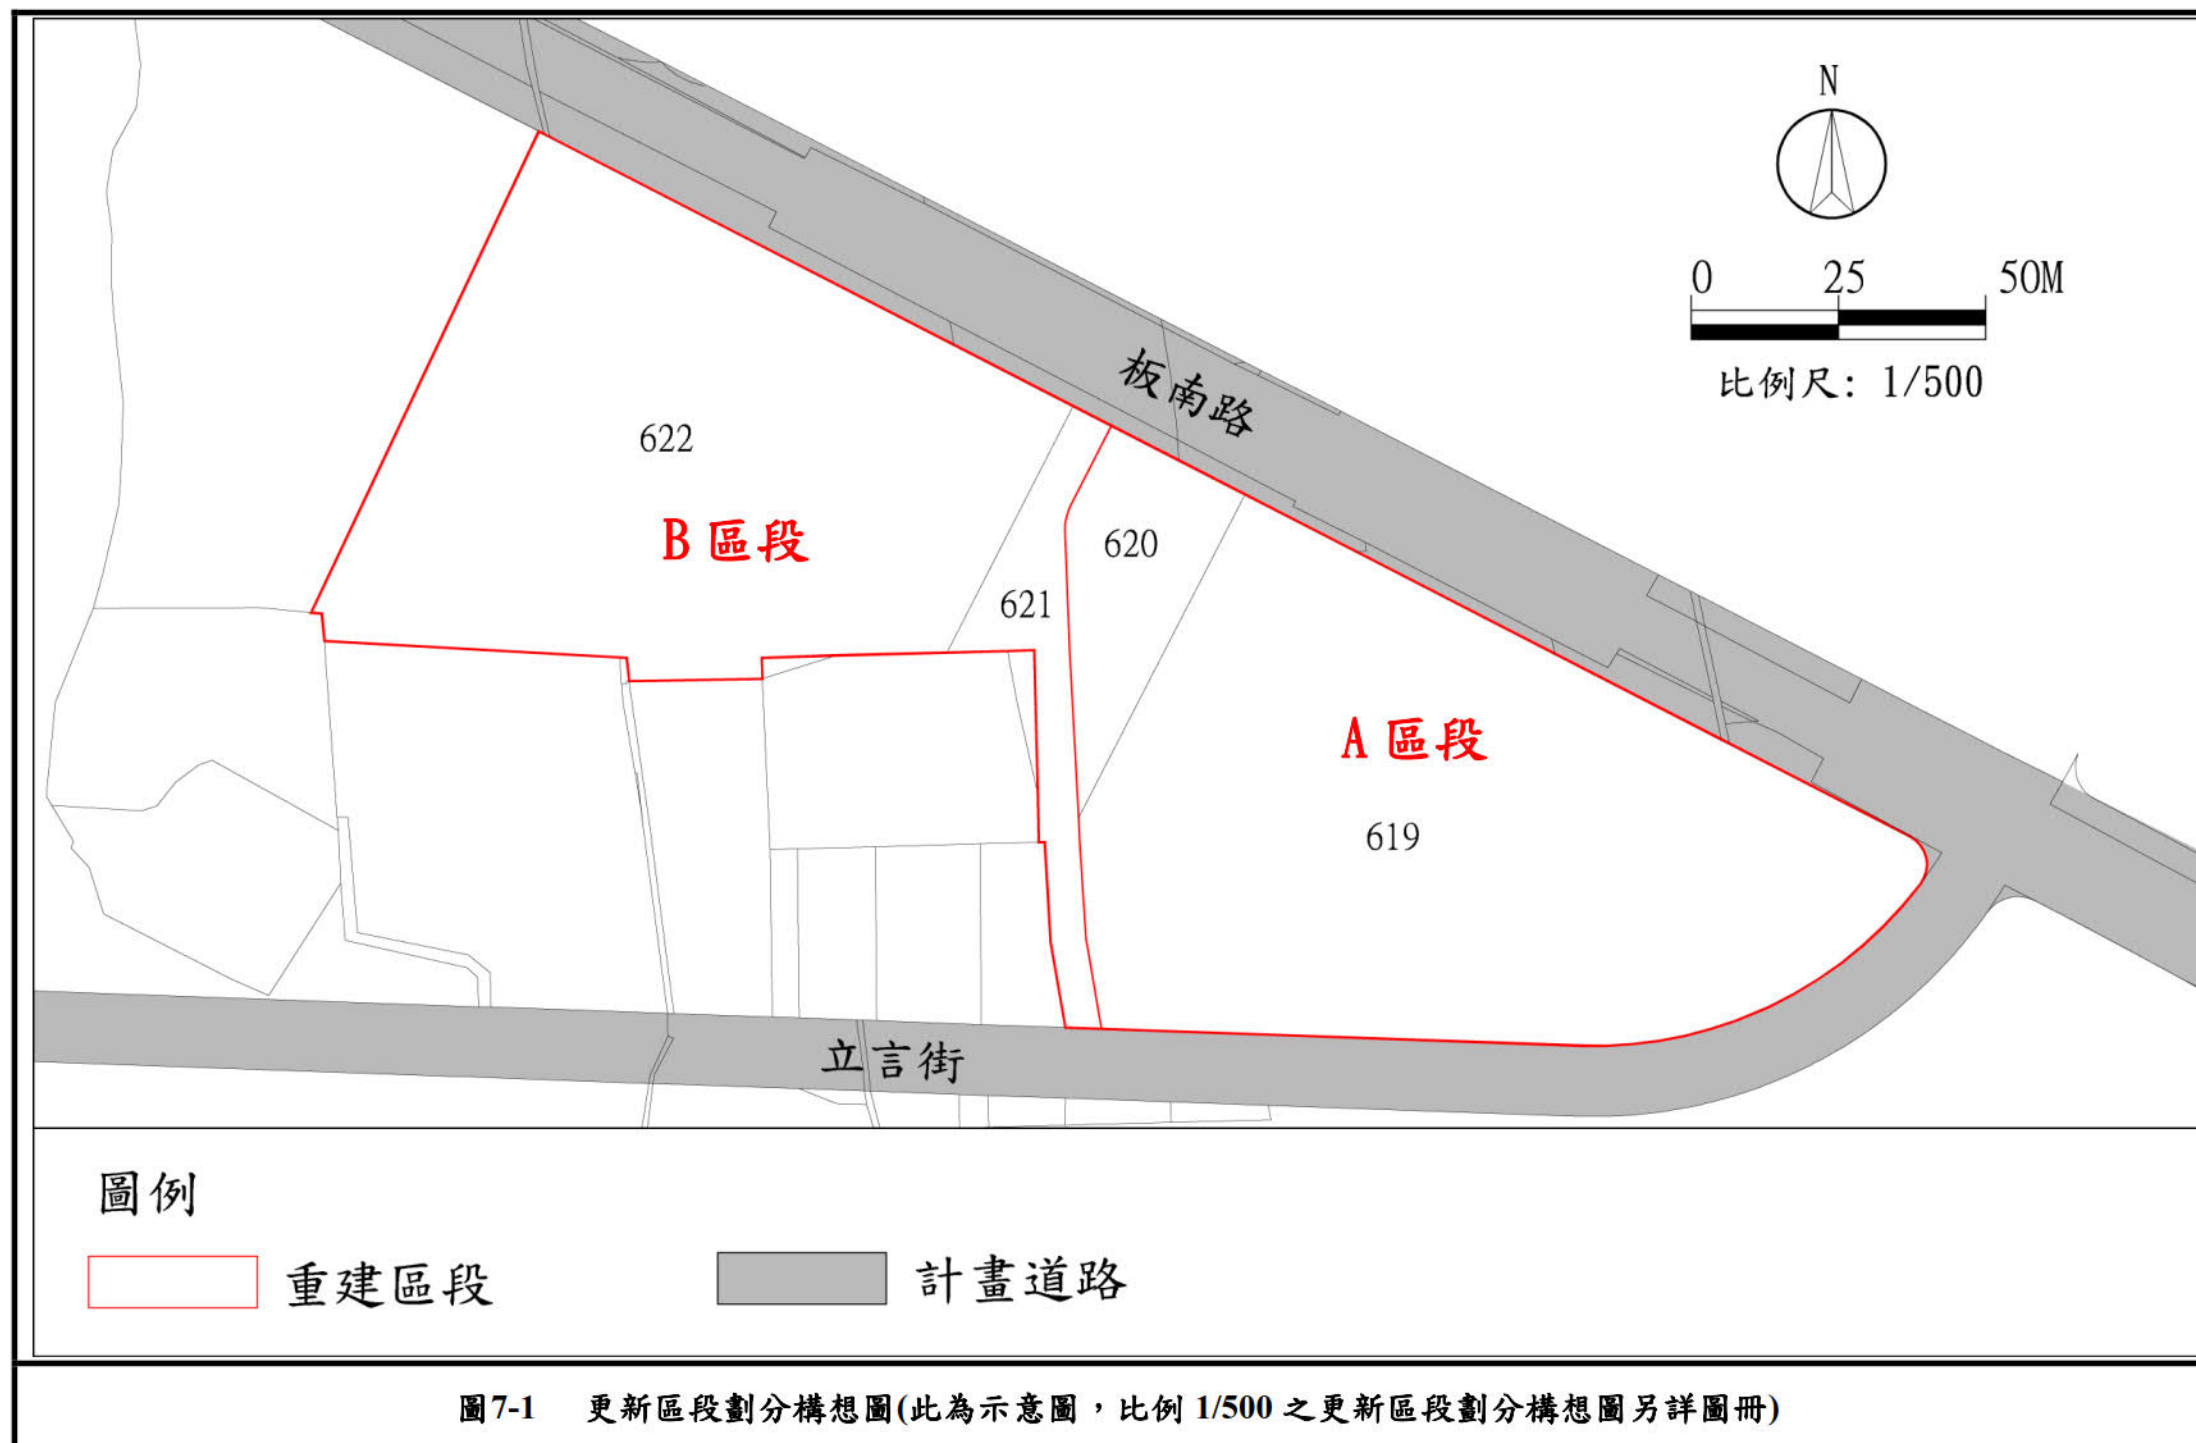 N
0 25 50M
比例尺: 1/500
板南路
622
B 區段
620
621
A 區段
619
立言街
圖例
重建區段
計畫道路
圖7-1 更新區段劃分構想圖(此為示意圖,比例 1/500 之更新區段劃分構想圖另詳圖冊)